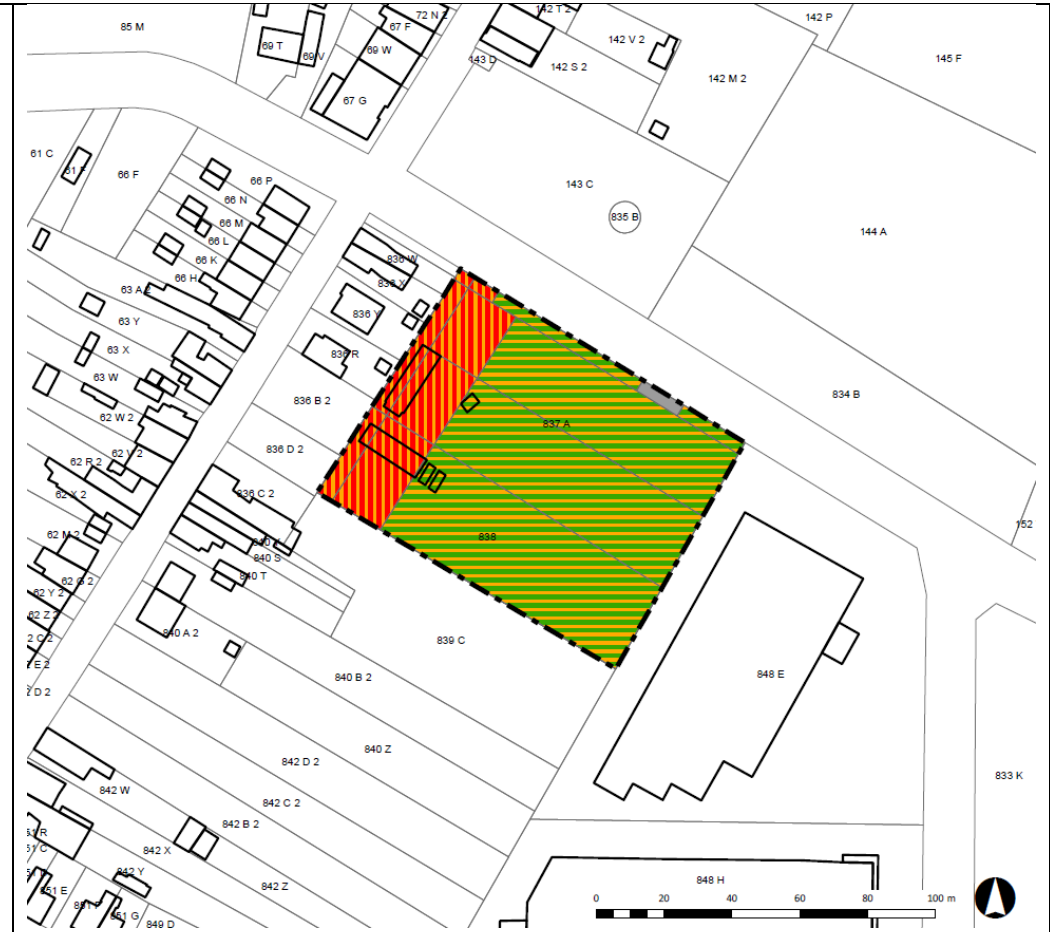 85 M
69 T
69 V
67 F
69 W
72 N 2
67 G
142 T 2
143 D
142 S 2
142 V 2
142 M 2
142 P
145 F
61 C
66 F
66 P
66 N
66 M
66 L
66 K
66 H
143 C
835 B
144 A
63 A 2
63 Y
63 X
63 W
62 W 2
62 V 2
62 R 2
62 X 2
62 M 2
62 Y 2
62 Z 2
836 W
836 X
836 Y
836 R
836 B 2
836 D 2
836 C 2
837 A
838
834 B
152
840 S
840 T
840 A 2
839 C
840 B 2
840 Z
842 D 2
842 C 2
842 B 2
842 W
842 X
842 Y
842 Z
848 E
833 K
848 H
851 E
851 G
849 D
0 20 40 60 80 100 m